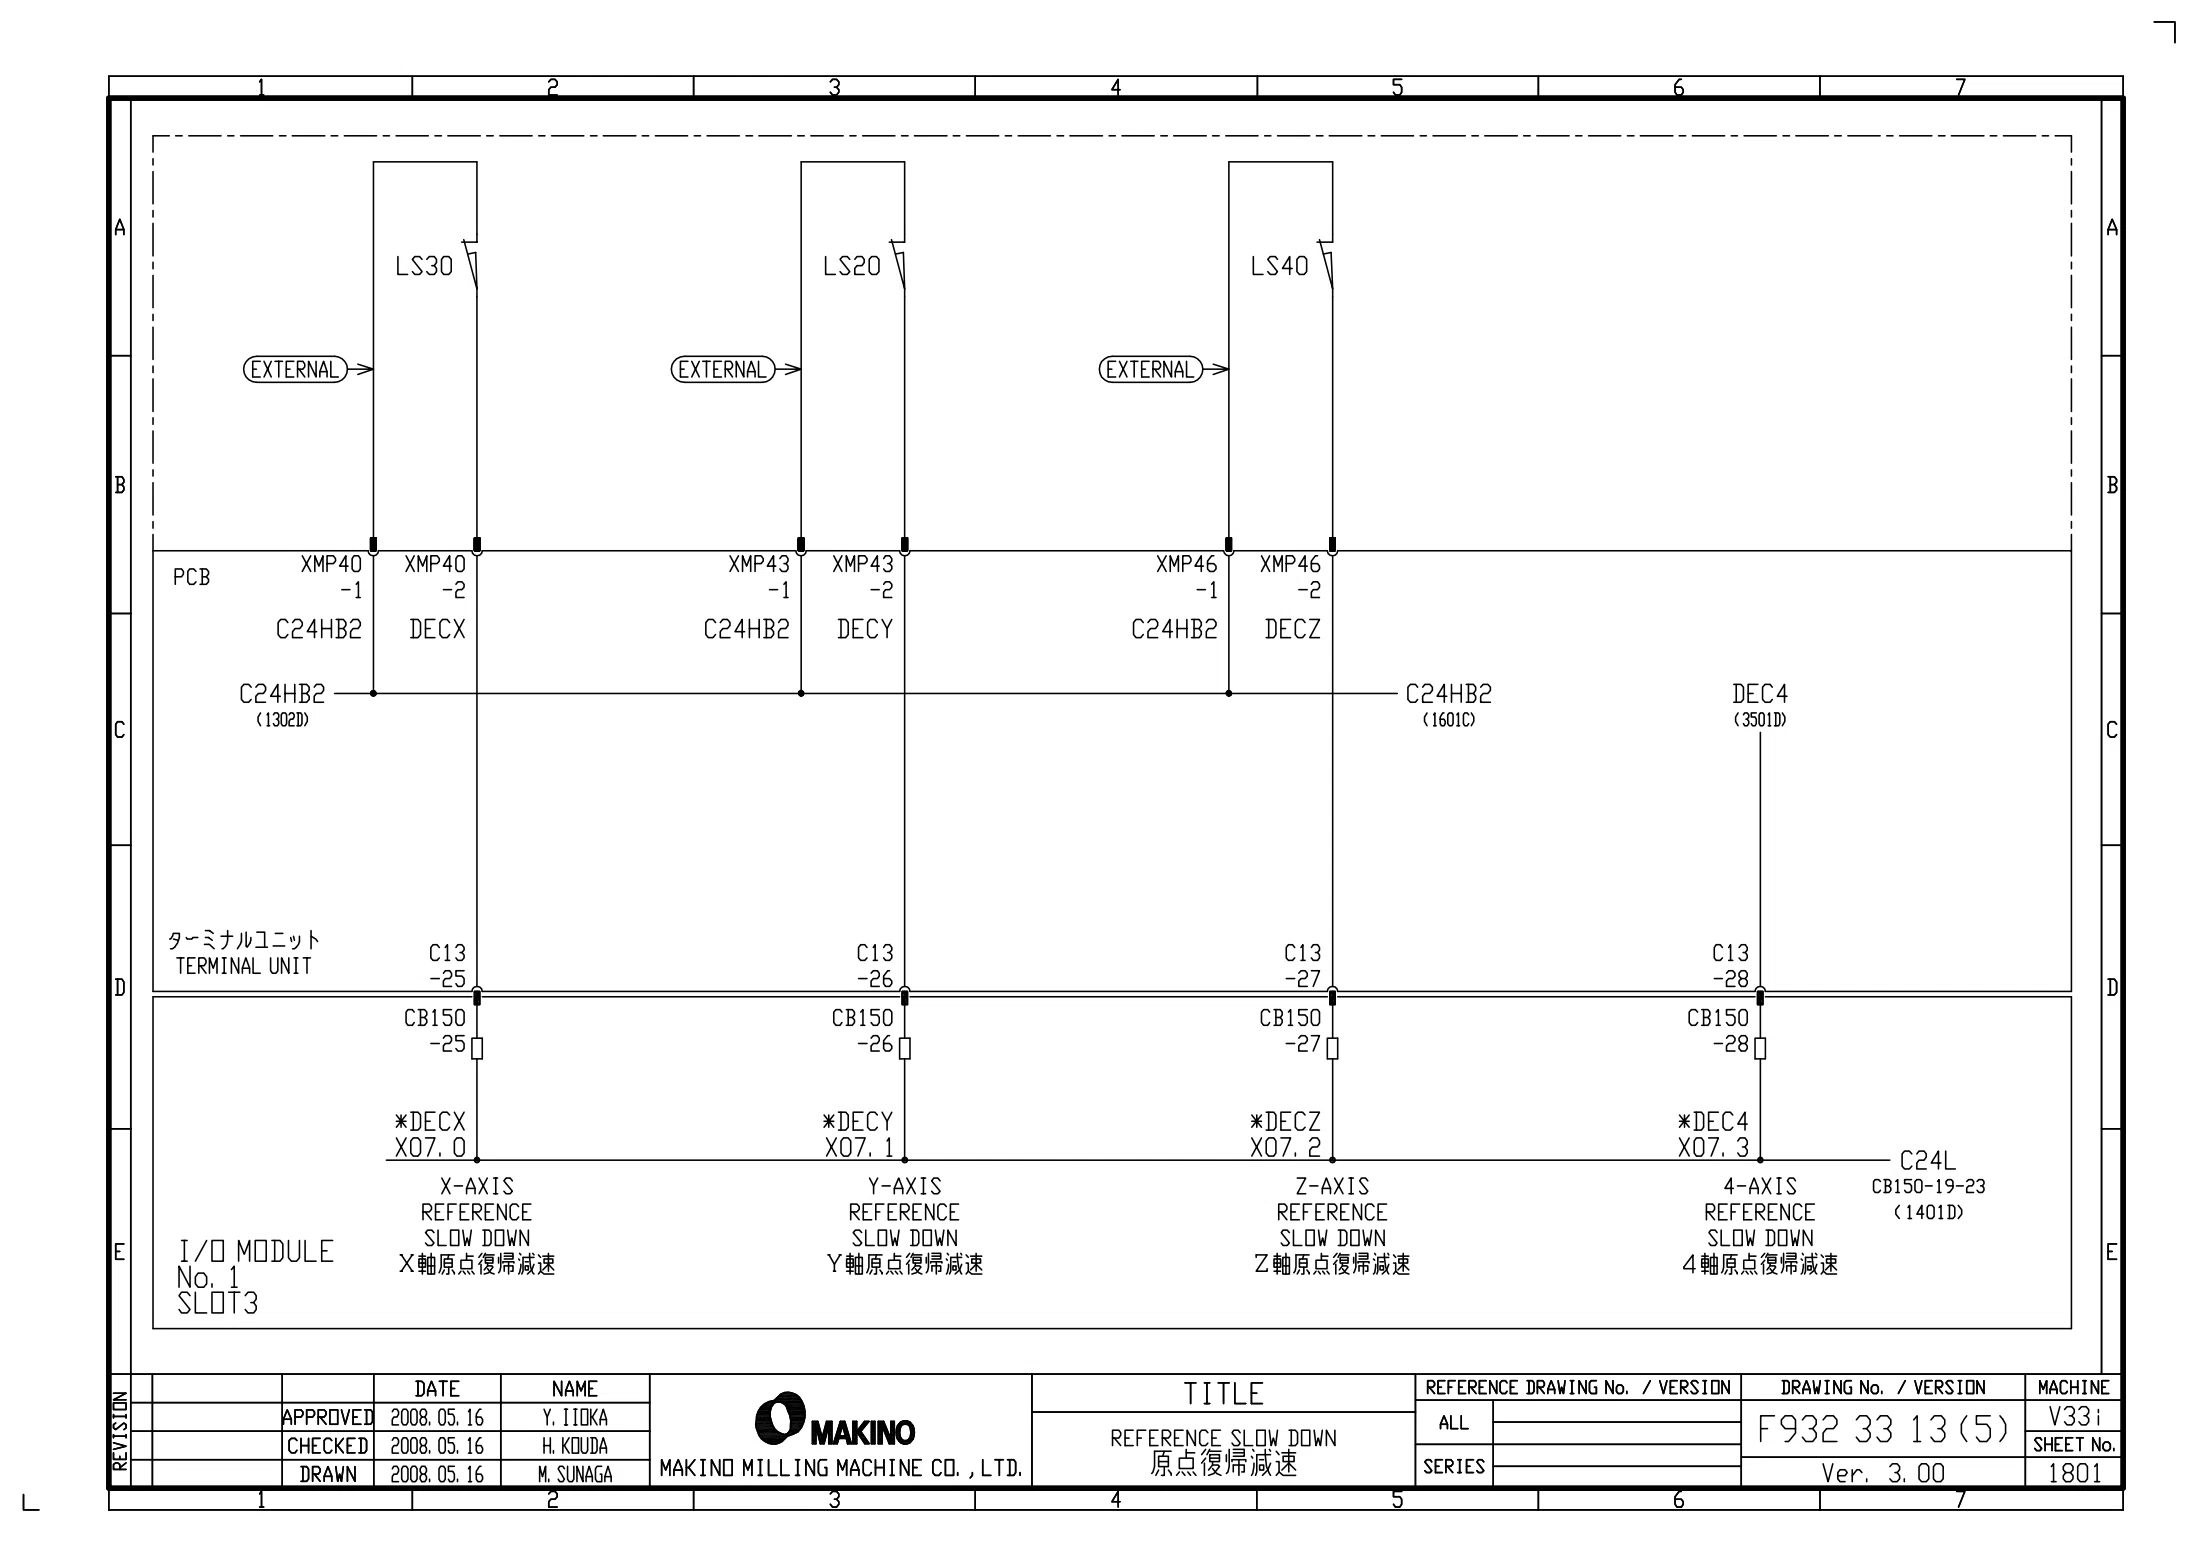 1 2 3 4 5 6 7
A A
LS30 LS20 LS40
EXTERNAL EXTERNAL EXTERNAL
B B
PCB
XMP40 XMP40 XMP43 XMP43 XMP46 XMP46
-1 -2 -1 -2 -1 -2
C24HB2 DECX C24HB2 DECY C24HB2 DECZ
C24HB2 C24HB2 DEC4
(1302D) (1601C) (3501D)
C C
ターミナルユニット
TERMINAL UNIT
C13 C13 C13 C13
-25 -26 -27 -28
D D
CB150 CB150 CB150 CB150
-25 -26 -27 -28
*DECX *DECY *DECZ *DEC4
X07.0 X07.1 X07.2 X07.3
C24L
CB150-19-23
(1401D)
X-AXIS Y-AXIS Z-AXIS 4-AXIS
REFERENCE REFERENCE REFERENCE REFERENCE
SLOW DOWN SLOW DOWN SLOW DOWN SLOW DOWN
X軸原点復帰減速 Y軸原点復帰減速 Z軸原点復帰減速 4軸原点復帰減速
E E
I/O MODULE
No. 1
SLOT3
REVISION
DATE NAME
APPROVED 2008.05.16 Y. IIOKA
CHECKED 2008.05.16 H. KOUDA
DRAWN 2008.05.16 M. SUNAGA
MAKINO
MAKINO MILLING MACHINE CO.,LTD.
TITLE
REFERENCE SLOW DOWN
原点復帰減速
REFERENCE DRAWING No. / VERSION
ALL
SERIES
DRAWING No. / VERSION
F932 33 13(5)
Ver. 3.00
MACHINE
V33i
SHEET No.
1801
1 2 3 4 5 6 7